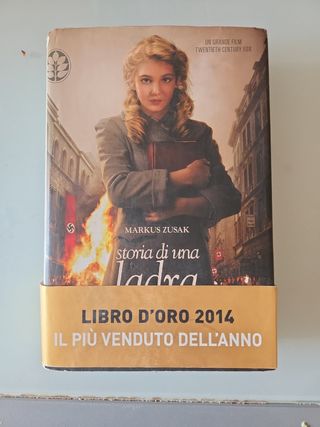 UN GRANDE FILM
TWENTIETH CENTURY FOX
MARKUS ZUSAK
storia di una
ladra
LIBRO D'ORO 2014
IL PIÙ VENDUTO DELL'ANNO